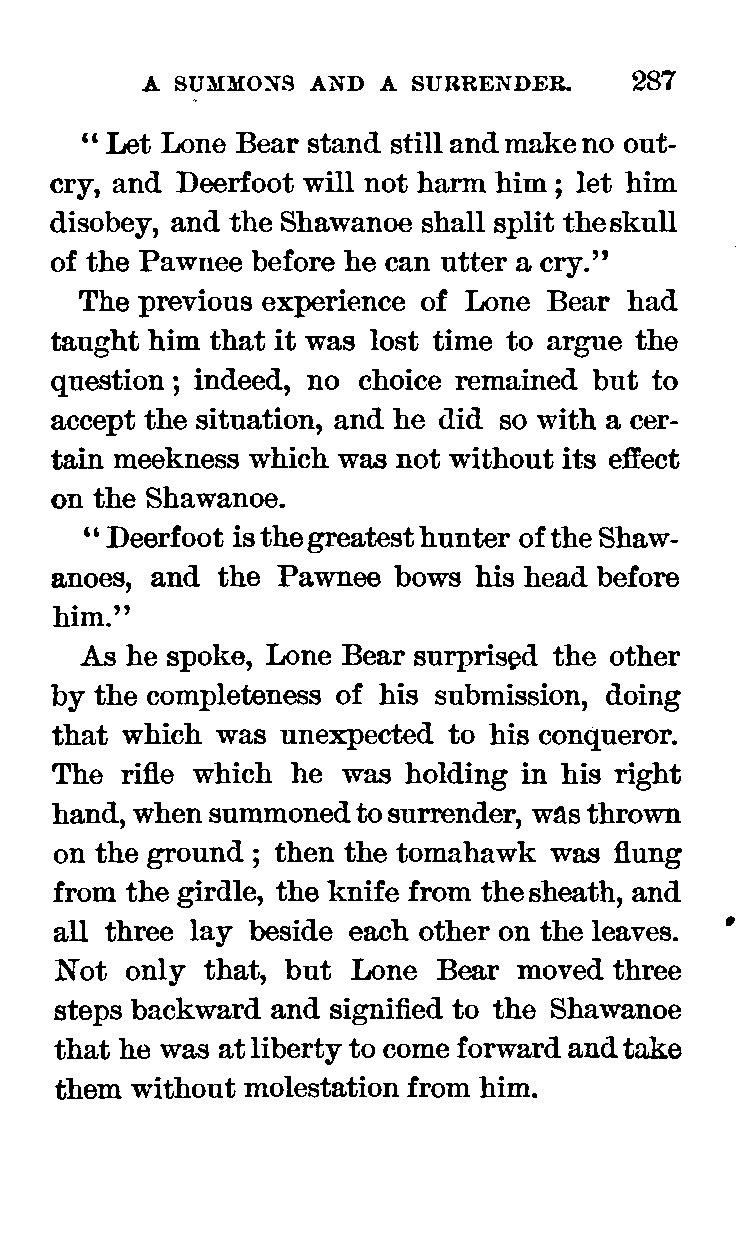 A SUMMONS AND A SURRENDER. 287
“ Let Lone Bear stand still and make no out-
cry, and Deerfoot will not harm him ; let him
disobey, and the Shawanoe shall split the skull
of the Pawnee before he can utter a cry.”
The previous experience of Lone Bear had
taught him that it was lost time to argue the
question ; indeed, no choice remained but to
accept the situation, and he did so with a cer-
tain meekness which was not without its effect
on the Shawanoe.
“ Deerfoot is the greatest hunter of the Shaw-
anoes, and the Pawnee bows his head before
him.”
As he spoke, Lone Bear surprised the other
by the completeness of his submission, doing
that which was unexpected to his conqueror.
The rifle which he was holding in his right
hand, when summoned to surrender, was thrown
on the ground ; then the tomahawk was flung
from the girdle, the knife from the sheath, and
all three lay beside each other on the leaves.
Not only that, but Lone Bear moved three
steps backward and signified to the Shawanoe
that he was at liberty to come forward and take
them without molestation from him.